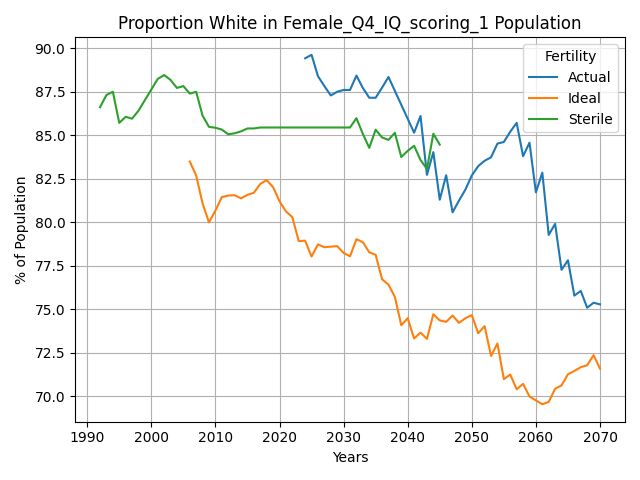 Proportion White in Female_Q4_IQ_scoring_1 Population
Fertility
Actual
Ideal
Sterile
% of Population
90.0
87.5
85.0
82.5
80.0
77.5
75.0
72.5
70.0
1990 2000 2010 2020 2030 2040 2050 2060 2070
Years